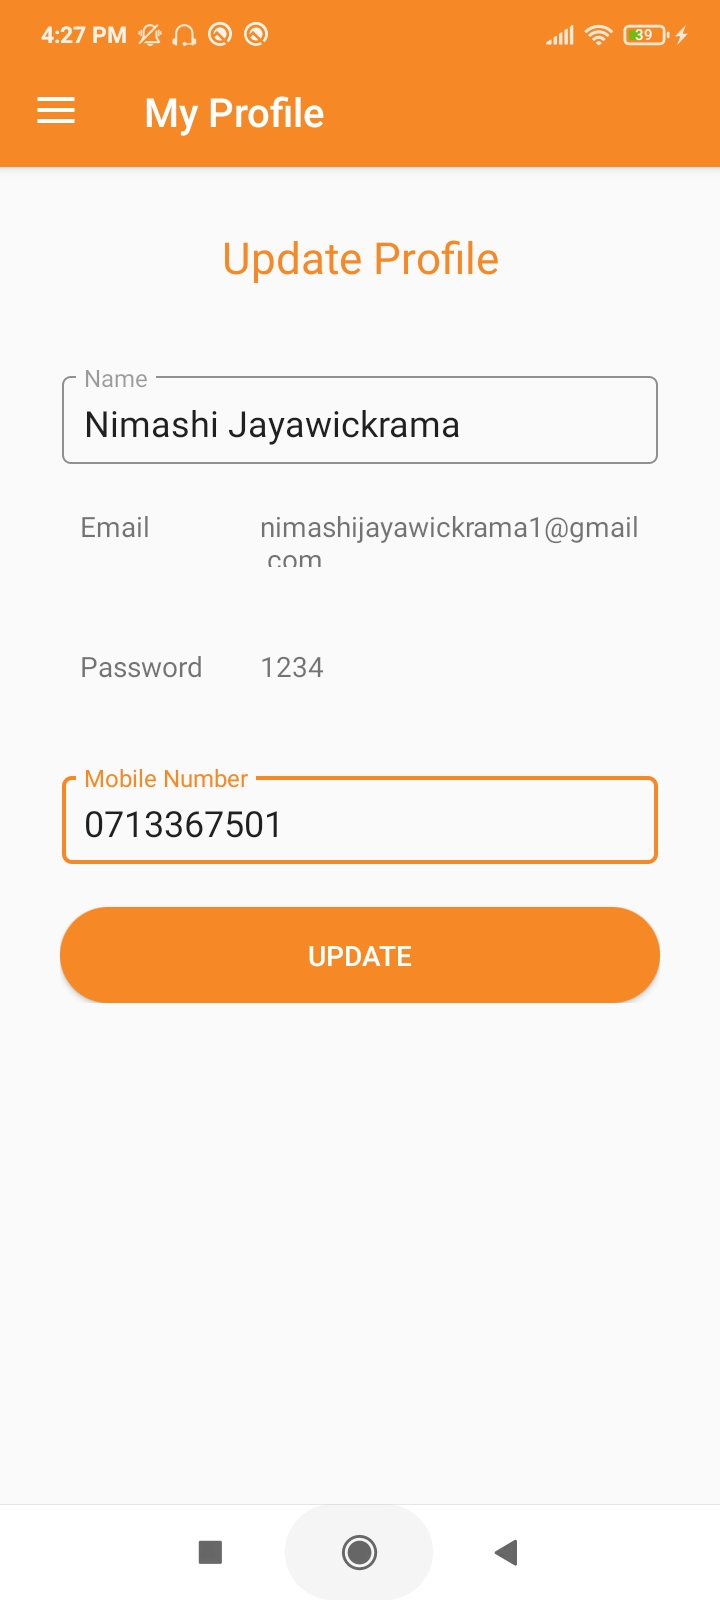 4:27 PM
39
My Profile
Update Profile
Name
Nimashi Jayawickrama
Email
nimashijayawickrama1@gmail
.com
Password
1234
Mobile Number
0713367501
UPDATE